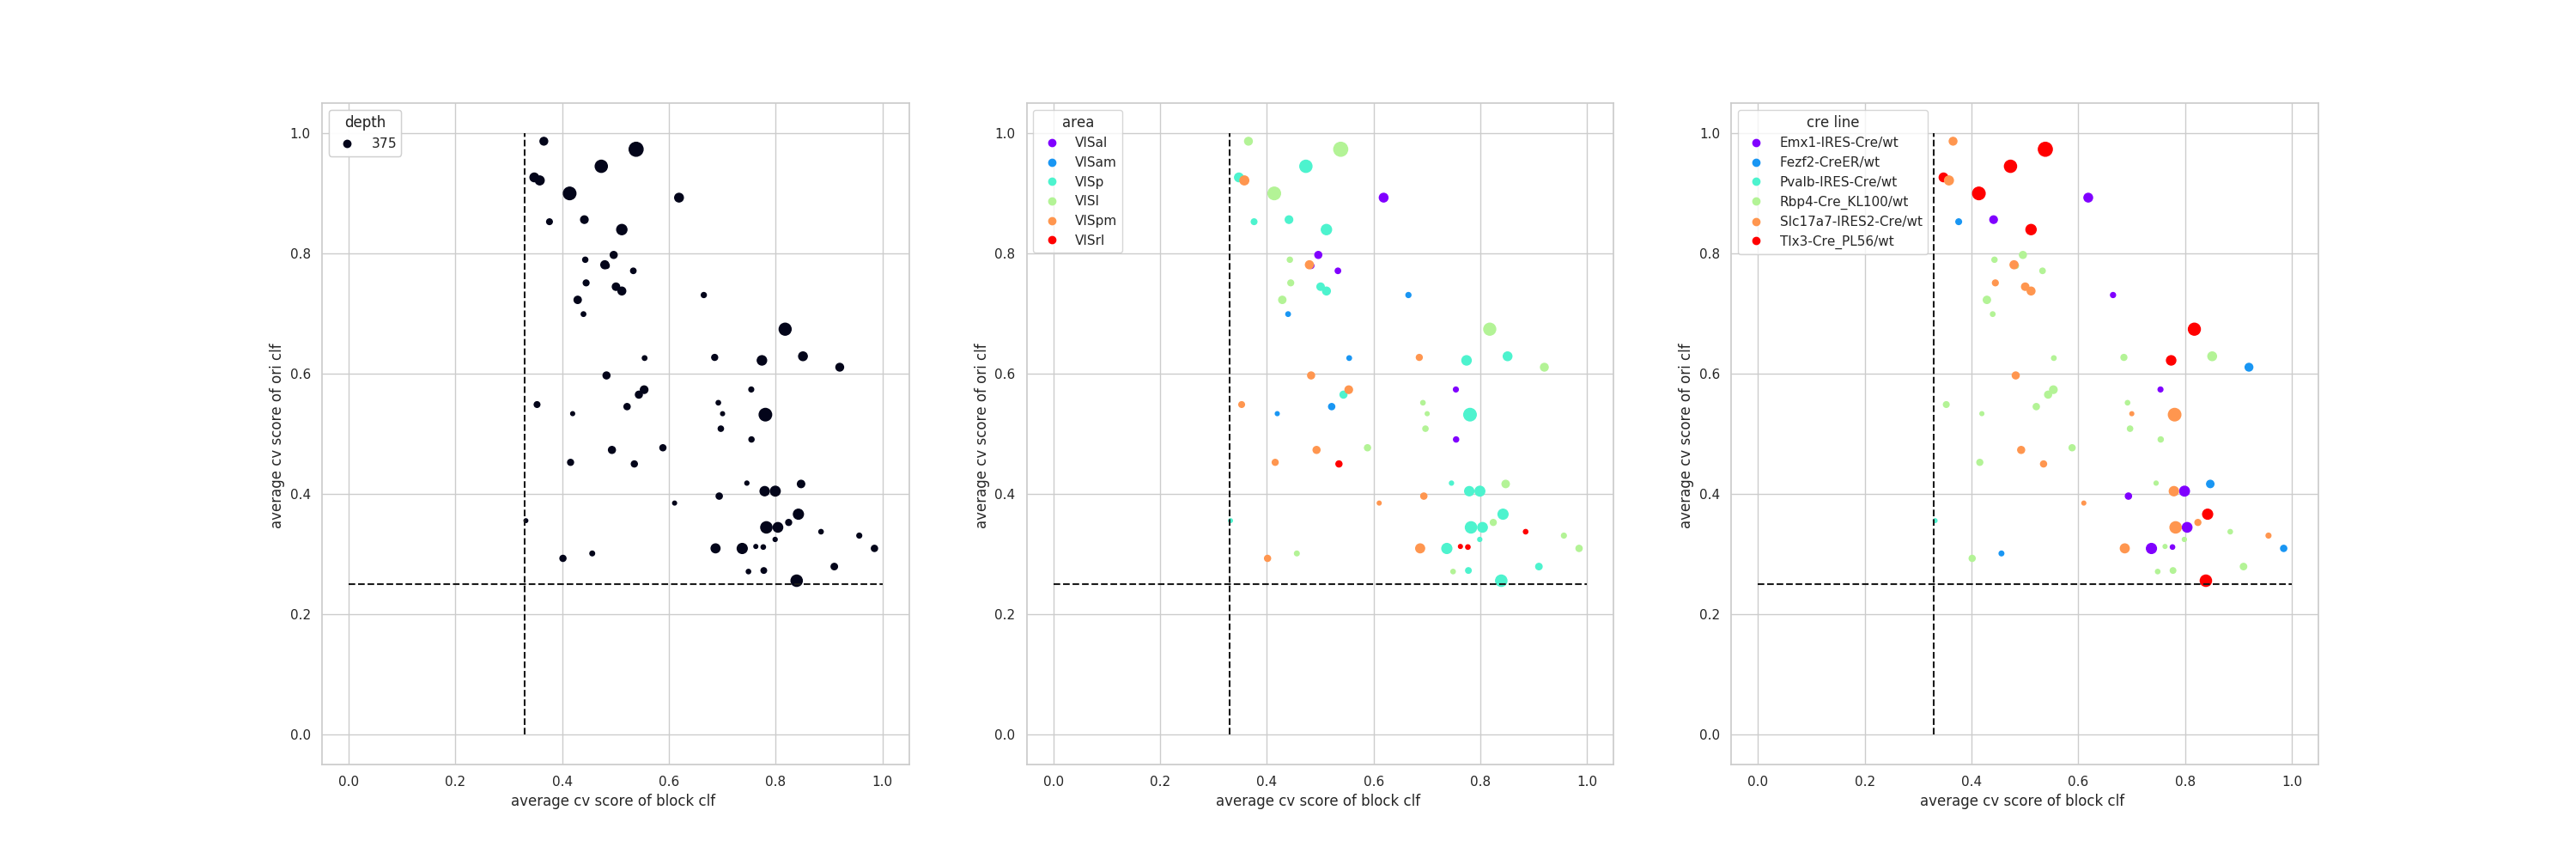 depth
375
1.0
0.8
0.6
0.4
0.2
0.0
average cv score of ori clf
0.0 0.2 0.4 0.6 0.8 1.0
average cv score of block clf
area
VISal
VISam
VISp
VISl
VISpm
VISrl
1.0
0.8
0.6
0.4
0.2
0.0
average cv score of ori clf
0.0 0.2 0.4 0.6 0.8 1.0
average cv score of block clf
cre line
Emx1-IRES-Cre/wt
Fezf2-CreER/wt
Pvalb-IRES-Cre/wt
Rbp4-Cre_KL100/wt
Slc17a7-IRES2-Cre/wt
Tlx3-Cre_PL56/wt
1.0
0.8
0.6
0.4
0.2
0.0
average cv score of ori clf
0.0 0.2 0.4 0.6 0.8 1.0
average cv score of block clf